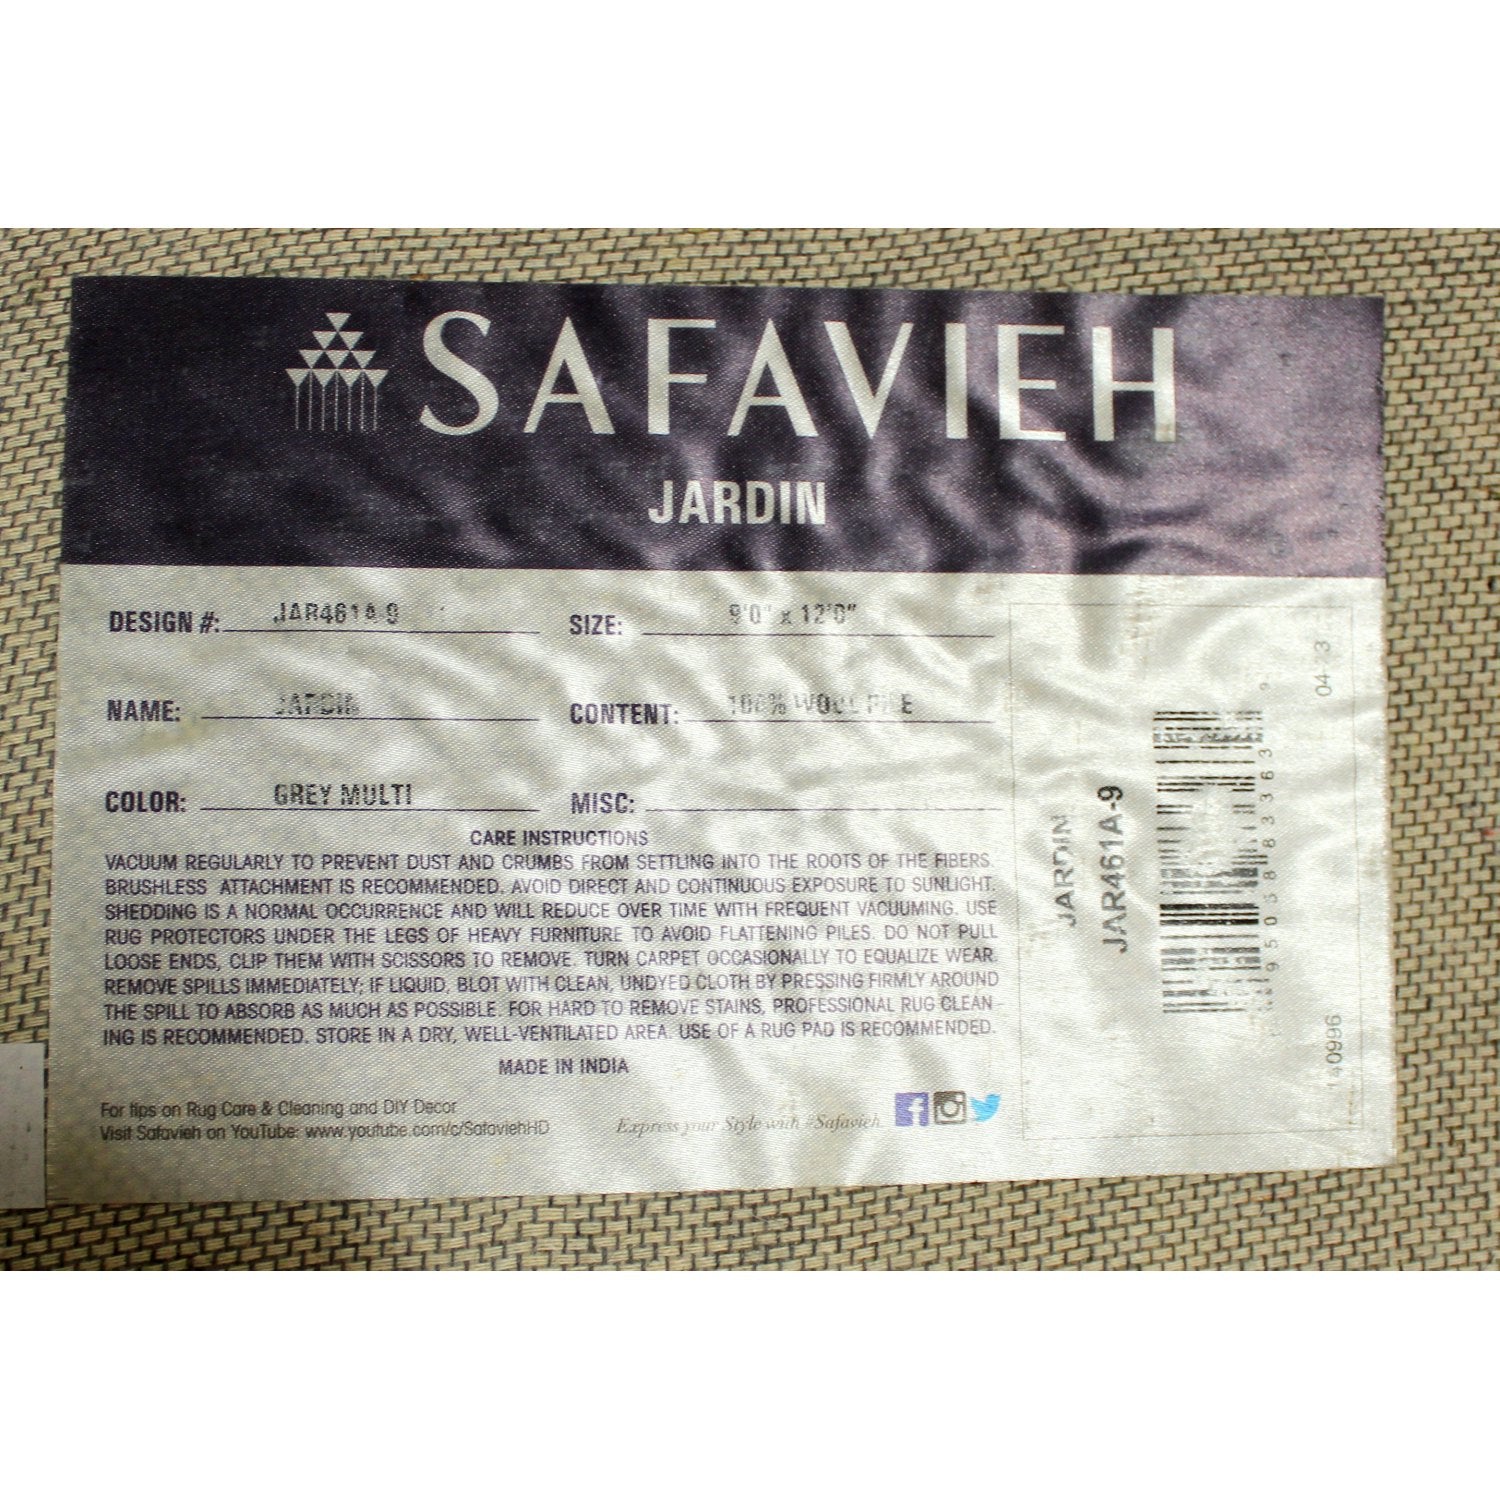 SAFAVIEH
JARDIN
DESIGN #: JAR461A-9
SIZE: 9'0" x 12'0"
NAME: JARDIN
CONTENT: 100% WOOL PILE
COLOR: GREY MULTI
MISC:
CARE INSTRUCTIONS
VACUUM REGULARLY TO PREVENT DUST AND CRUMBS FROM SETTLING INTO THE ROOTS OF THE FIBERS.
BRUSHLESS ATTACHMENT IS RECOMMENDED. AVOID DIRECT AND CONTINUOUS EXPOSURE TO SUNLIGHT.
SHEDDING IS A NORMAL OCCURRENCE AND WILL REDUCE OVER TIME WITH FREQUENT VACUUMING. USE
RUG PROTECTORS UNDER THE LEGS OF HEAVY FURNITURE TO AVOID FLATTENING PILES. DO NOT PULL
LOOSE ENDS, CLIP THEM WITH SCISSORS TO REMOVE. TURN CARPET OCCASIONALLY TO EQUALIZE WEAR.
REMOVE SPILLS IMMEDIATELY; IF LIQUID, BLOT WITH CLEAN, UNDYED CLOTH BY PRESSING FIRMLY AROUND
THE SPILL TO ABSORB AS MUCH AS POSSIBLE. FOR HARD TO REMOVE STAINS, PROFESSIONAL RUG CLEAN-
ING IS RECOMMENDED. STORE IN A DRY, WELL-VENTILATED AREA. USE OF A RUG PAD IS RECOMMENDED.
MADE IN INDIA
For tips on Rug Care & Cleaning and DIY Decor
Visit Safavieh on YouTube: www.youtube.com/c/SafaviehHD
Express your Style with #Safavieh
JARDIN
JAR461A-9
140996